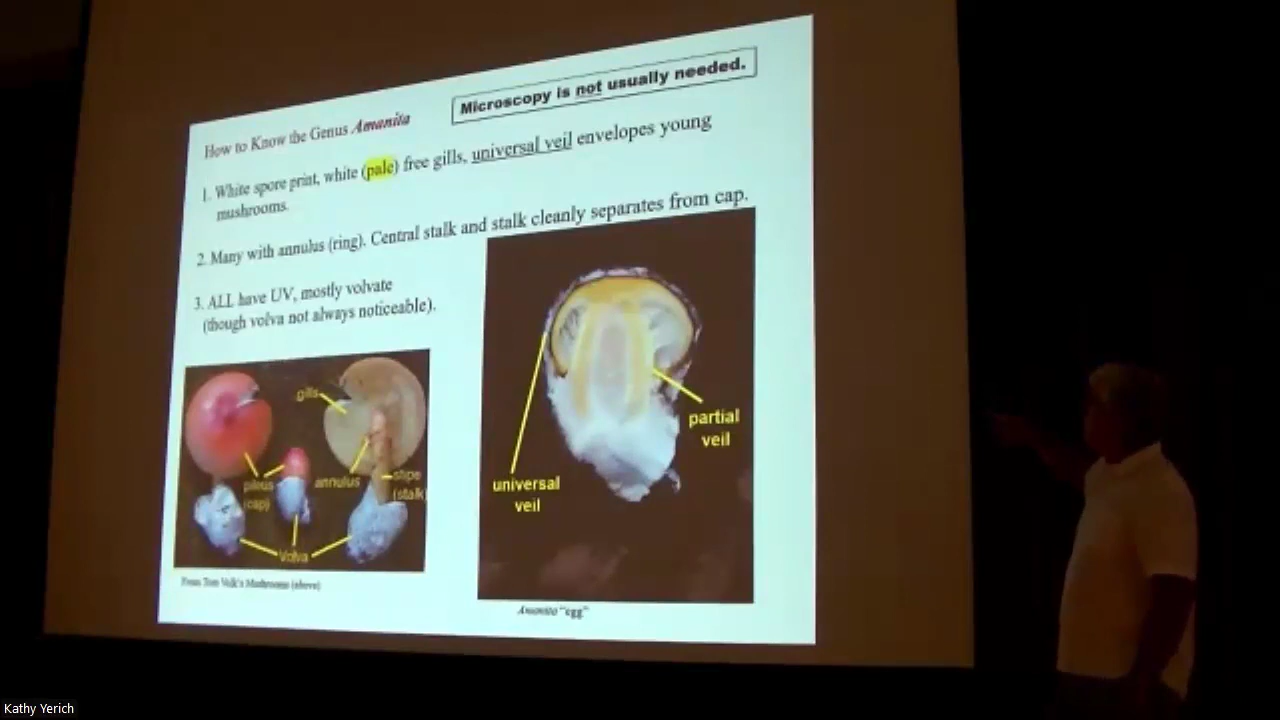 Microscopy is not usually needed.
How to Know the Genus Amanita
1. White spore print, white (pale) free gills, universal veil envelopes young
mushrooms.
2. Many with annulus (ring). Central stalk and stalk cleanly separates from cap.
3. ALL have UV, mostly volvate
(though volva not always noticeable).
gills
pileus
(cap)
annulus
stipe
(stalk
Volva
From Tom Volk's Mushrooms (above)
universal
veil
partial
veil
Amanita "egg"
Kathy Yerich